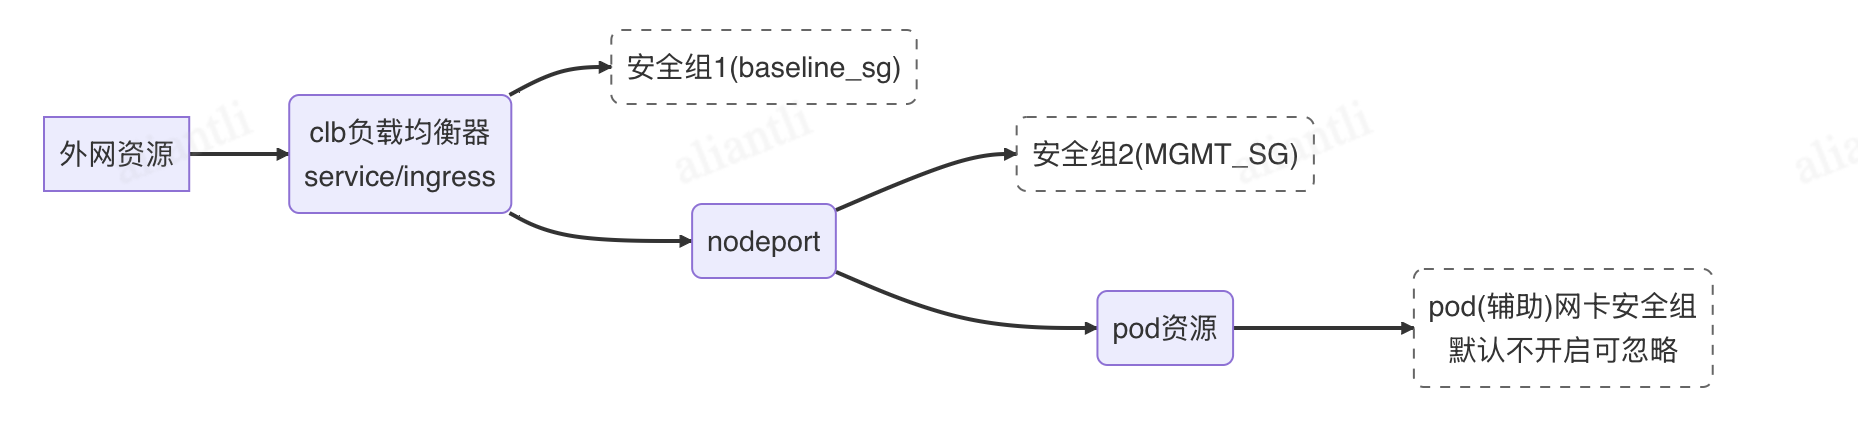 安全组1(baseline_sg)
外网资源
clb负载均衡器
service/ingress
安全组2(MGMT_SG)
nodeport
pod资源
pod(辅助)网卡安全组
默认不开启可忽略
aliantli
aliantli
aliantli